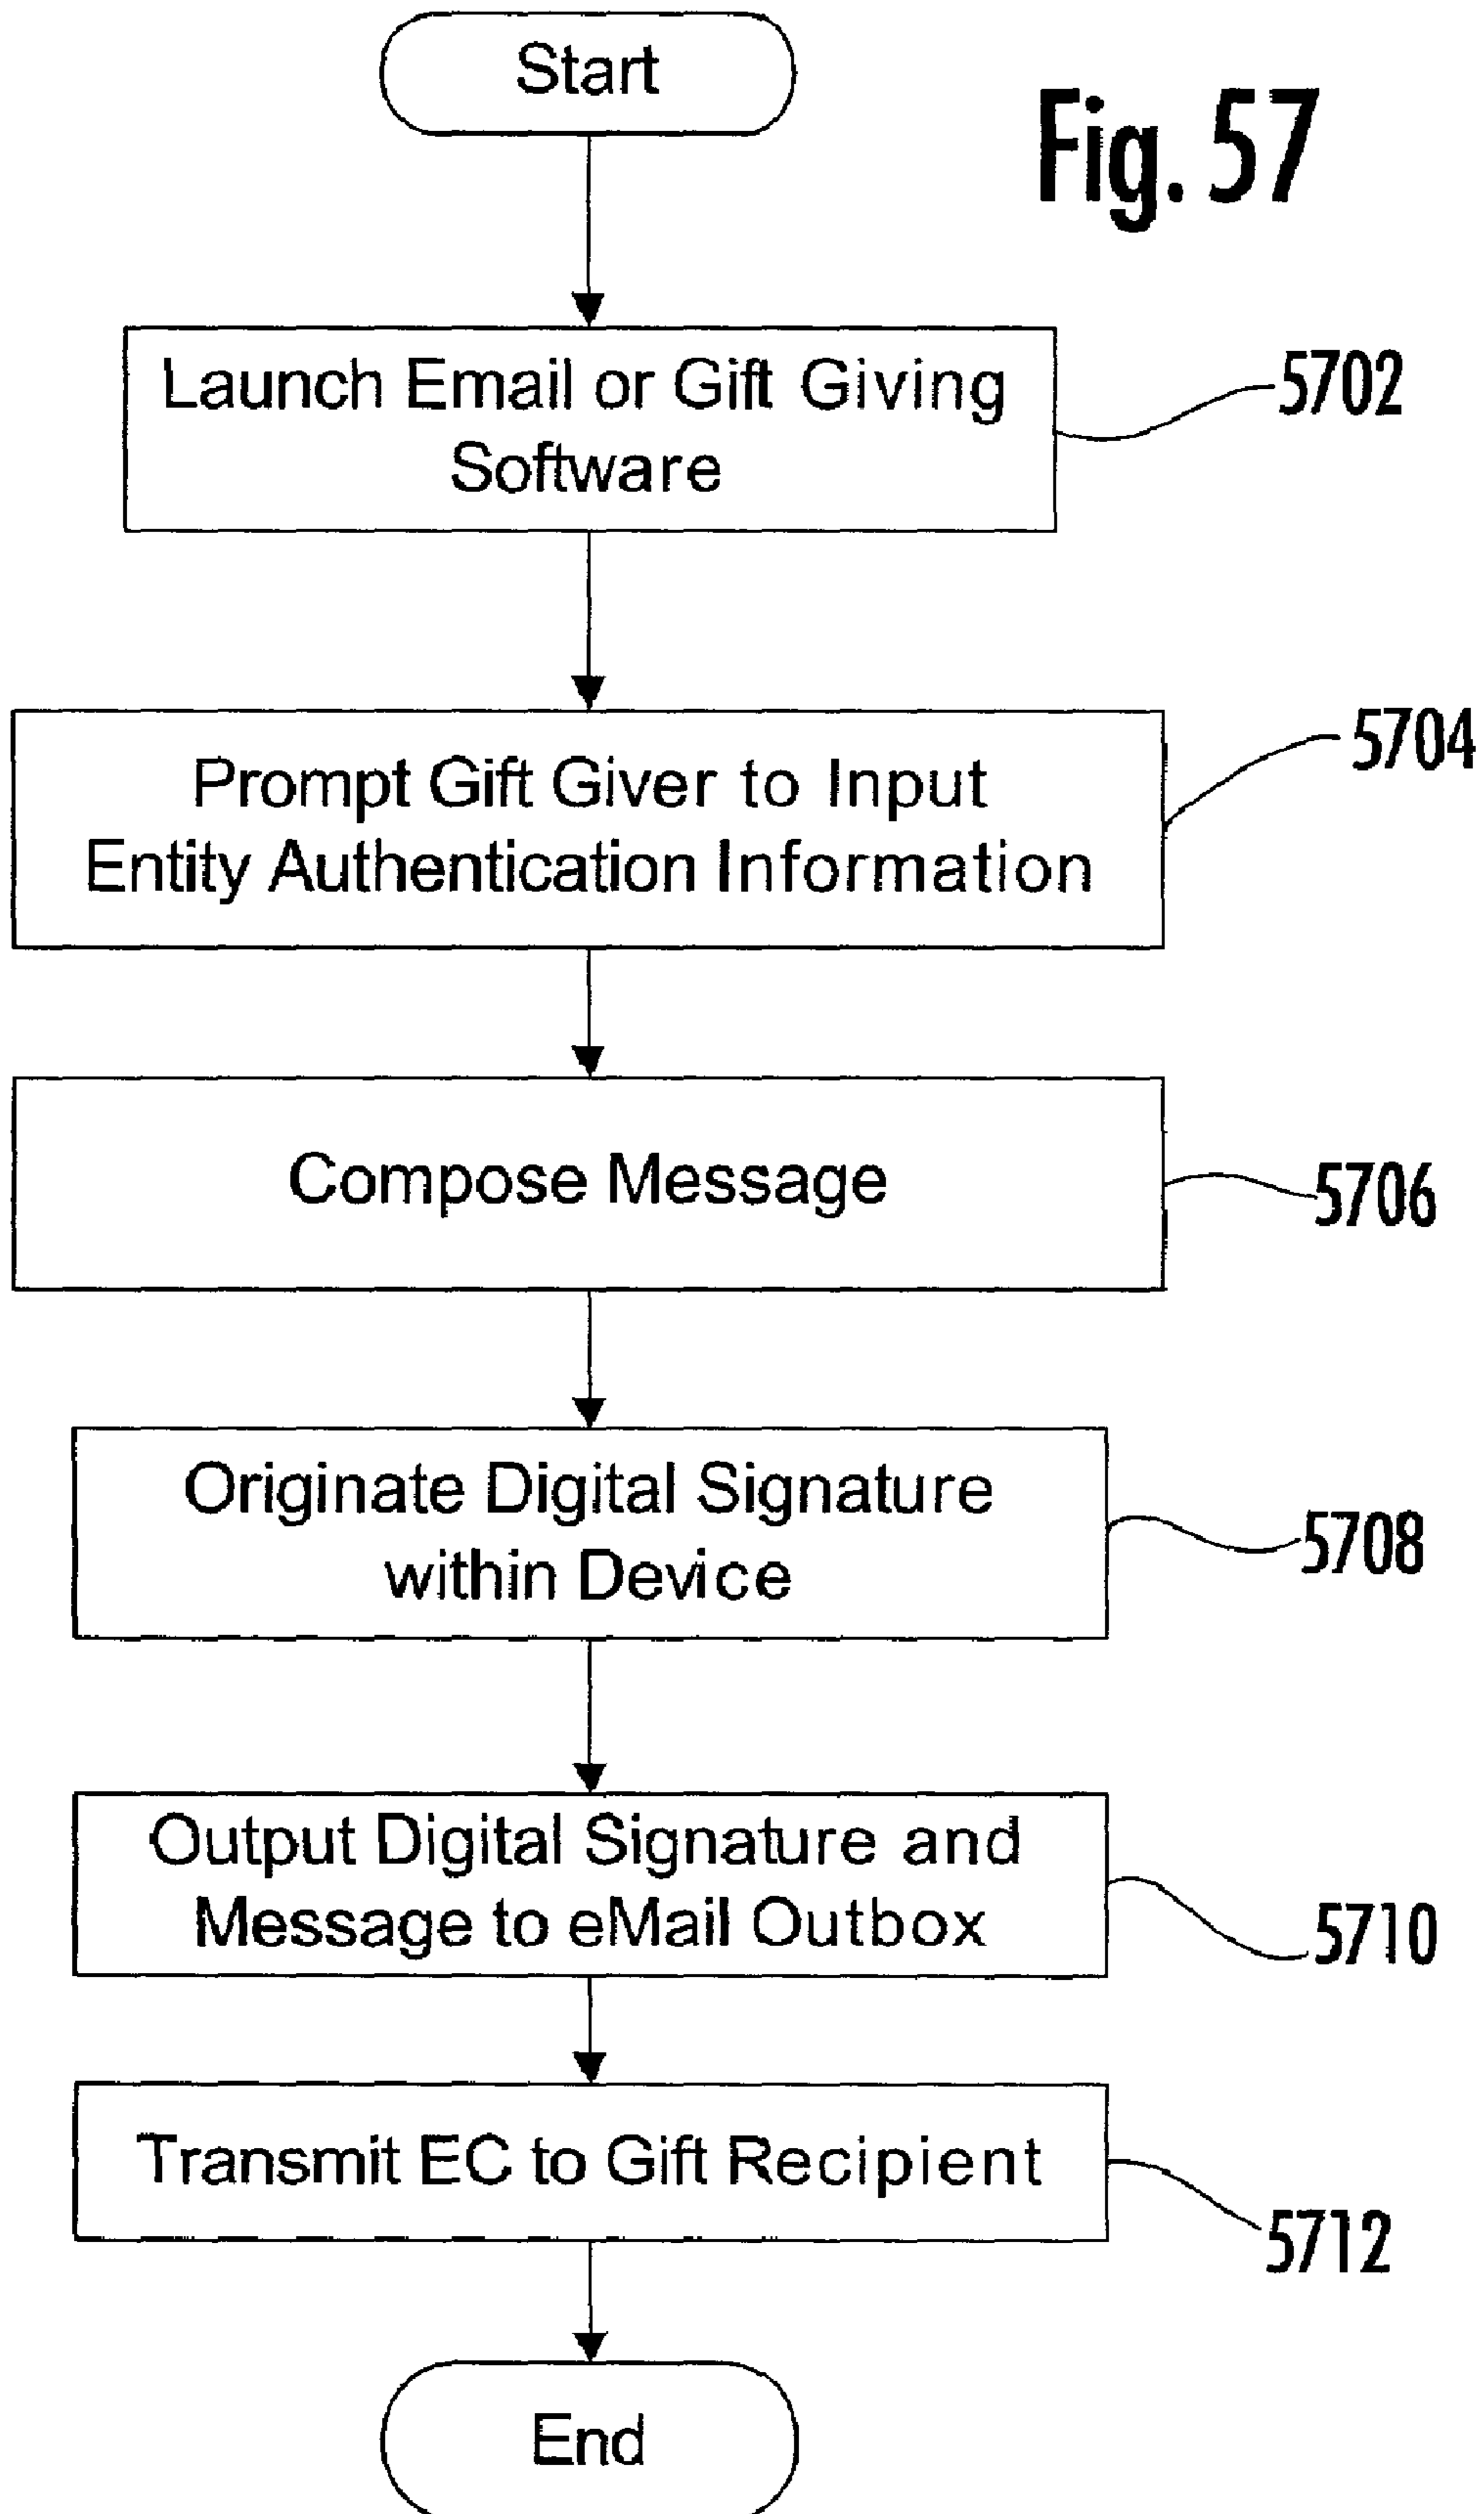 Start
Fig. 57
Launch Email or Gift Giving
Software
5702
Prompt Gift Giver to Input
Entity Authentication Information
5704
Compose Message
5706
Originate Digital Signature
within Device
5708
Output Digital Signature and
Message to eMail Outbox
5710
Transmit EC to Gift Recipient
5712
End